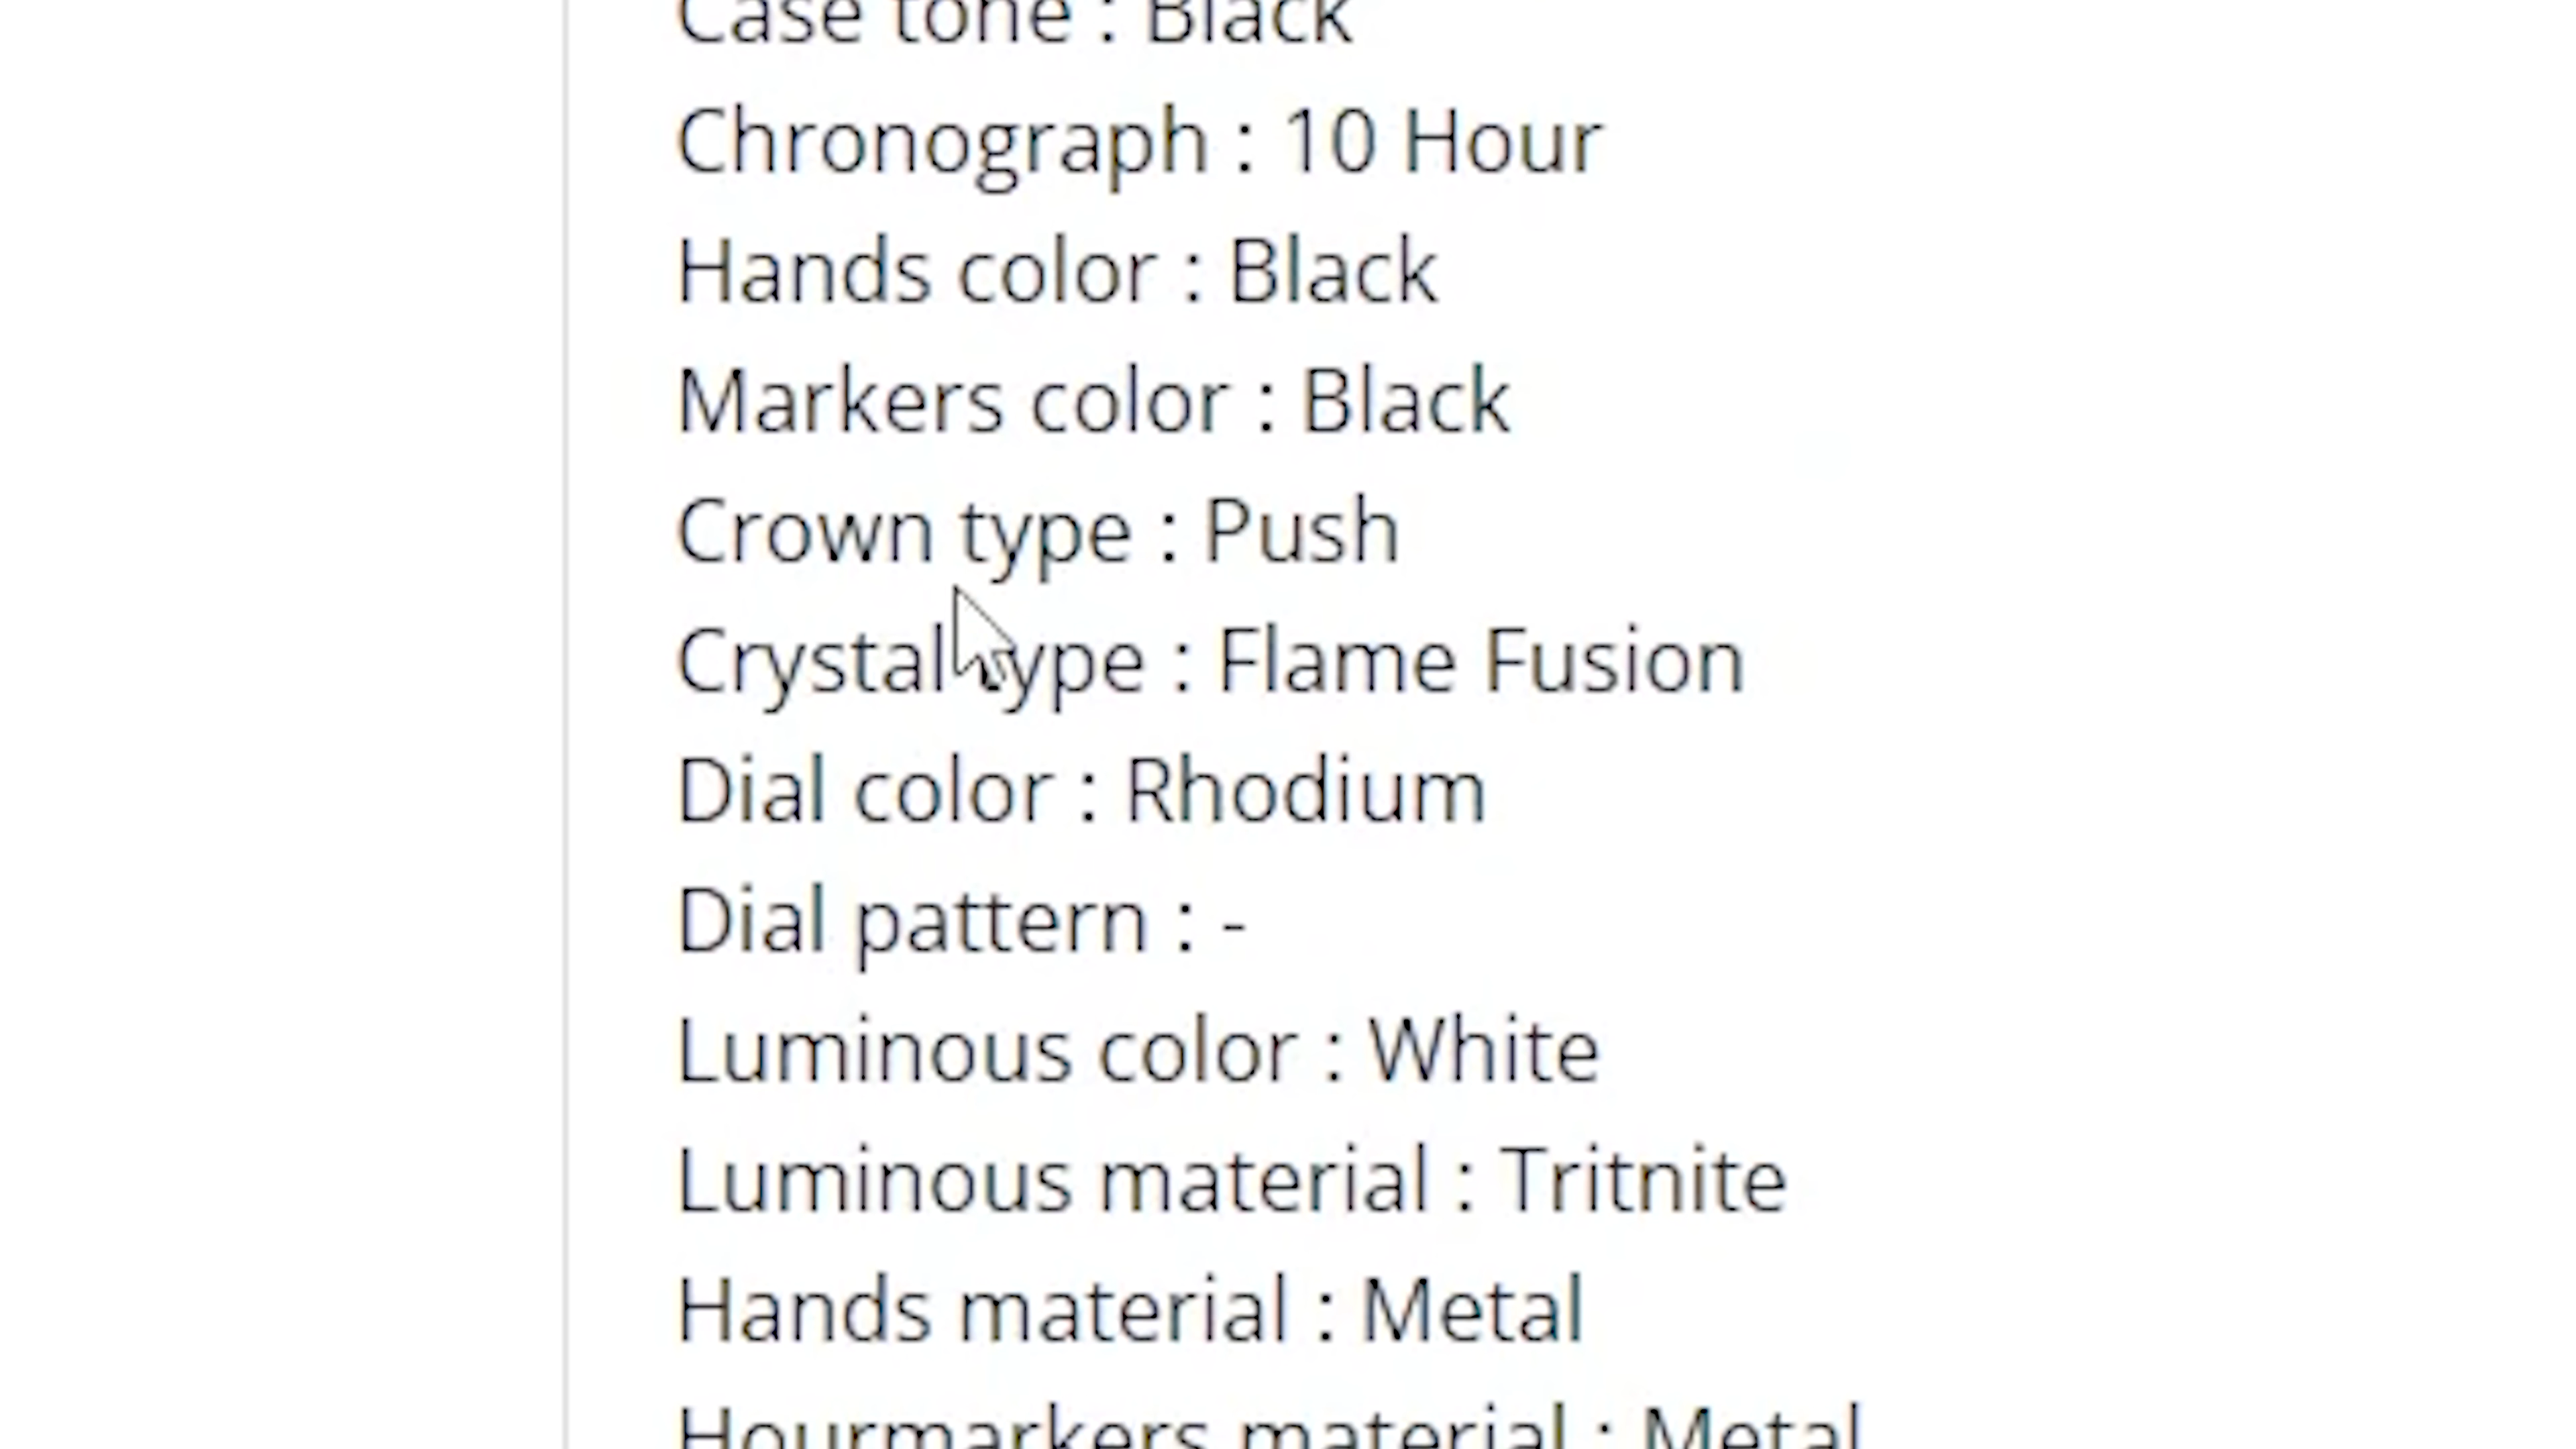 Case tone : Black
Chronograph : 10 Hour
Hands color : Black
Markers color : Black
Crown type : Push
Crystal type : Flame Fusion
Dial color : Rhodium
Dial pattern : -
Luminous color : White
Luminous material : Tritnite
Hands material : Metal
Hourmarkers material : Metal